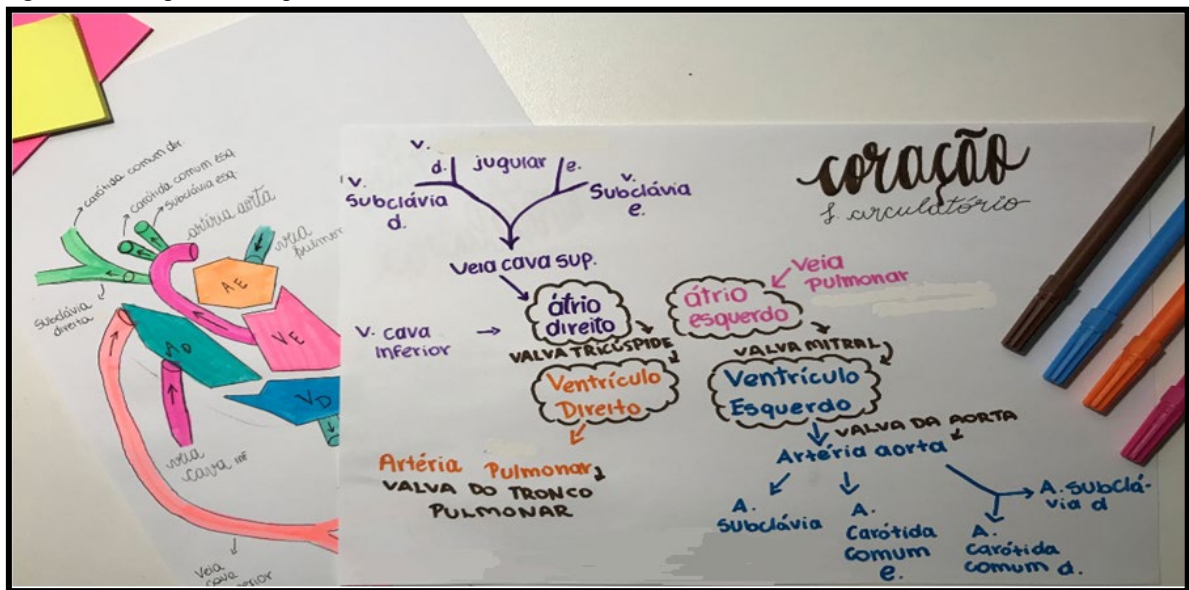 carótida comum dir.
carótida comum esq.
subclávia esq.
artéria aorta
veia
pulmonar
AE
VE
AD
VD
subclávia
direita
veia
cava inf
Veia
cava
coração
s. circulatório
v.
d. jugular e.
v.
Subclávia
d.
v.
Subclávia
e.
Veia cava sup.
V. cava
Inferior
átrio
direito
VALVA TRICÚSPIDE
Ventrículo
Direito
Artéria Pulmonar
VALVA DO TRONCO
PULMONAR
Veia
Pulmonar
átrio
esquerdo
VALVA MITRAL
Ventrículo
Esquerdo
VALVA DA AORTA
Artéria aorta
A.
Subclávia
A.
Carótida
comum
e.
A. Subclá-
via d
A.
carótida
comum d.